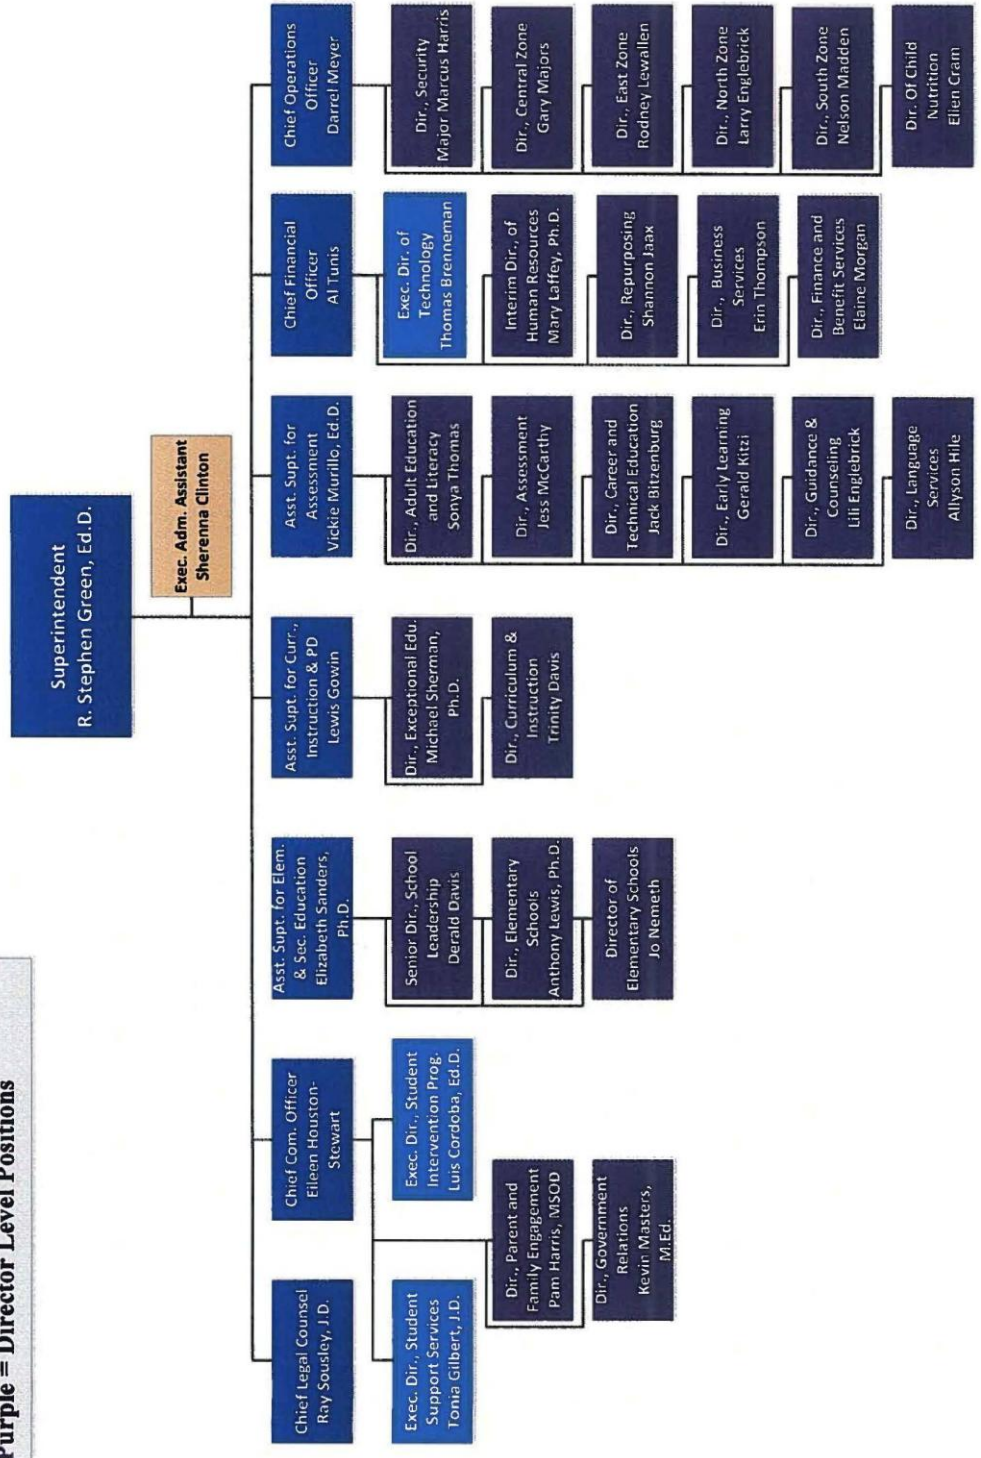 Purple = Director Level Positions
Superintendent
R. Stephen Green, Ed.D.
Exec. Adm. Assistant
Sherenna Clinton
Chief Legal Counsel
Ray Sousley, J.D.
Chief Com. Officer
Eileen Houston-
Stewart
Exec. Dir., Student
Support Services
Tonia Gilbert, J.D.
Exec. Dir., Student
Intervention Prog.
Luis Cordoba, Ed.D.
Dir., Parent and
Family Engagement
Pam Harris, MSOD
Dir., Government
Relations
Kevin Masters,
M.Ed.
Asst. Supt. for Elem.
& Sec. Education
Elizabeth Sanders,
Ph.D.
Senior Dir., School
Leadership
Derald Davis
Dir., Elementary
Schools
Anthony Lewis, Ph.D.
Director of
Elementary Schools
Jo Nemeth
Asst. Supt. for Curr.,
Instruction & PD
Lewis Gowin
Dir., Exceptional Edu.
Michael Sherman,
Ph.D.
Dir., Curriculum &
Instruction
Trinity Davis
Asst. Supt. for
Assessment
Vickie Murillo, Ed.D.
Dir., Adult Education
and Literacy
Sonya Thomas
Dir., Assessment
Jess McCarthy
Dir., Career and
Technical Education
Jack Bitzenburg
Dir., Early Learning
Gerald Kitzi
Dir., Guidance &
Counseling
Lili Englebrick
Dir., Language
Services
Allyson Hile
Chief Financial
Officer
Al Tunis
Exec. Dir. of
Technology
Thomas Brenneman
Interim Dir., of
Human Resources
Mary Laffey, Ph.D.
Dir., Repurposing
Shannon Jaax
Dir., Business
Services
Erin Thompson
Dir., Finance and
Benefit Services
Elaine Morgan
Chief Operations
Officer
Darrel Meyer
Dir., Security
Major Marcus Harris
Dir., Central Zone
Gary Majors
Dir., East Zone
Rodney Lewallen
Dir., North Zone
Larry Englebrick
Dir., South Zone
Nelson Madden
Dir. Of Child
Nutrition
Ellen Cram